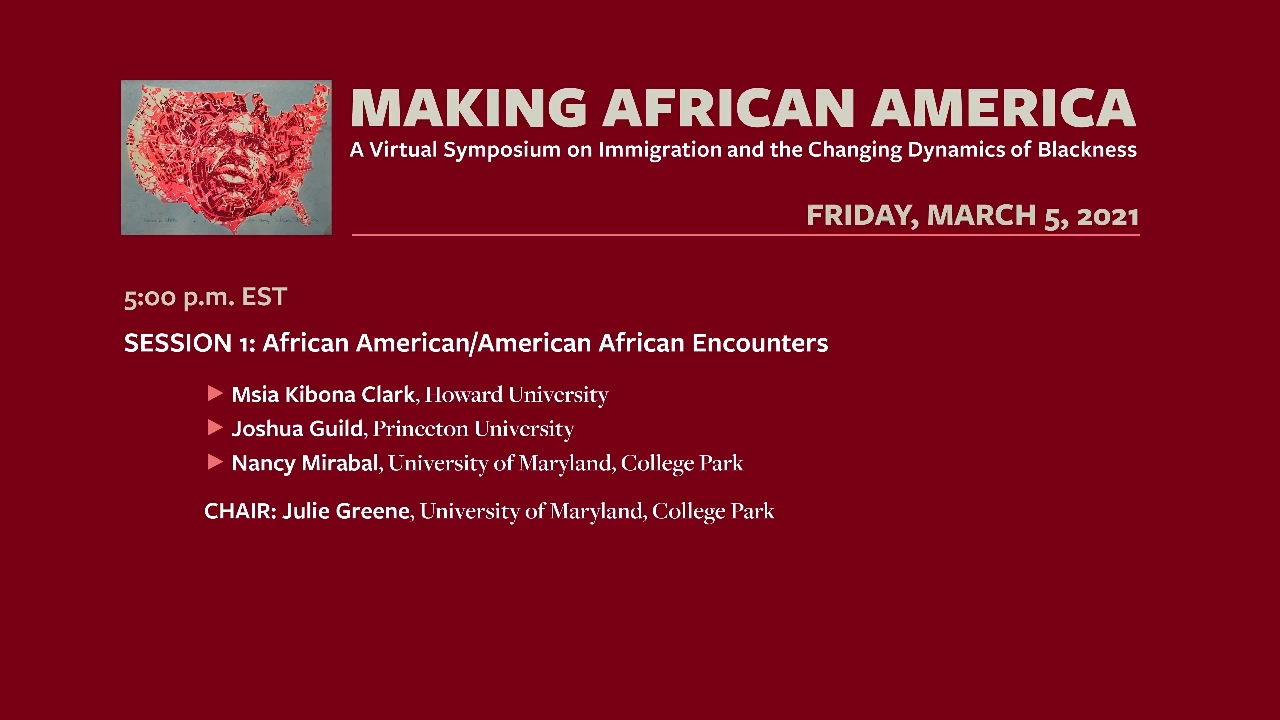 MAKING AFRICAN AMERICA
A Virtual Symposium on Immigration and the Changing Dynamics of Blackness
FRIDAY, MARCH 5, 2021
5:00 p.m. EST
SESSION 1: African American/American African Encounters
▶ Msia Kibona Clark, Howard University
▶ Joshua Guild, Princeton University
▶ Nancy Mirabal, University of Maryland, College Park
CHAIR: Julie Greene, University of Maryland, College Park